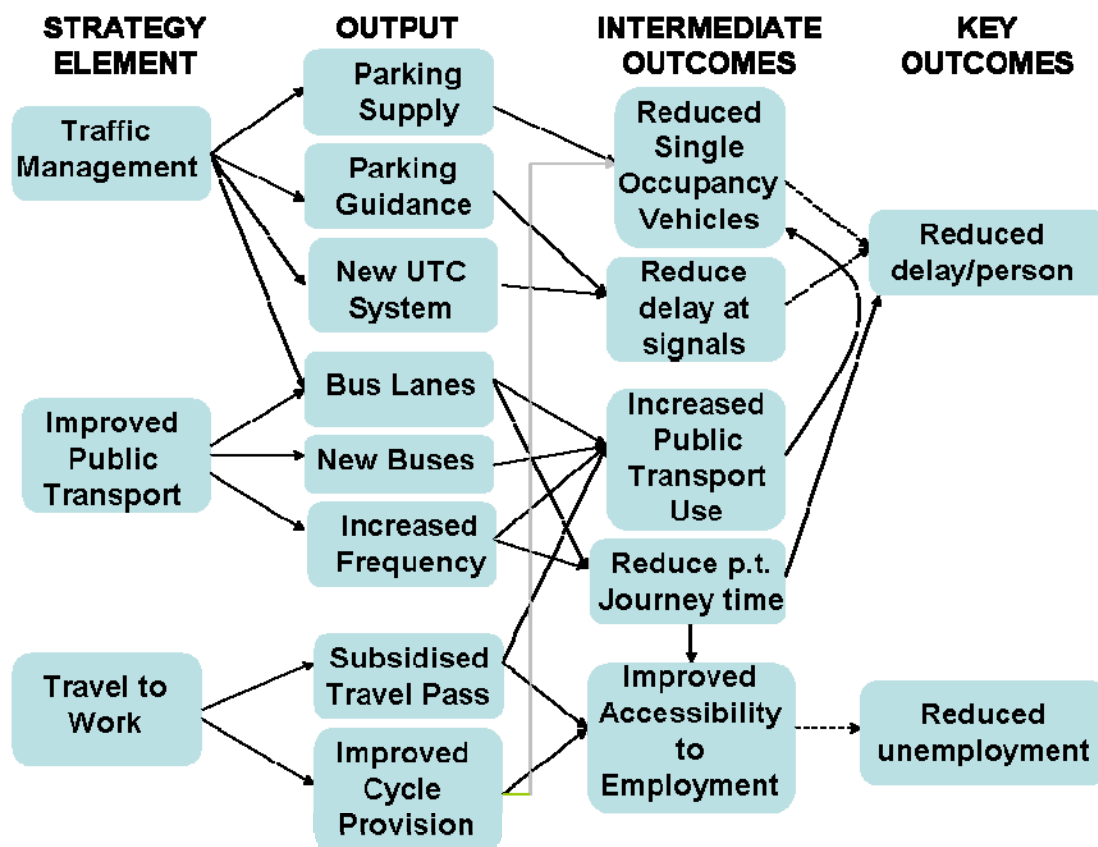 STRATEGY
ELEMENT
OUTPUT
INTERMEDIATE
OUTCOMES
KEY
OUTCOMES
Traffic
Management
Improved
Public
Transport
Travel to
Work
Parking
Supply
Parking
Guidance
New UTC
System
Bus Lanes
New Buses
Increased
Frequency
Subsidised
Travel Pass
Improved
Cycle
Provision
Reduced
Single
Occupancy
Vehicles
Reduce
delay at
signals
Increased
Public
Transport
Use
Reduce p.t.
Journey time
Improved
Accessibility
to
Employment
Reduced
delay/person
Reduced
unemployment